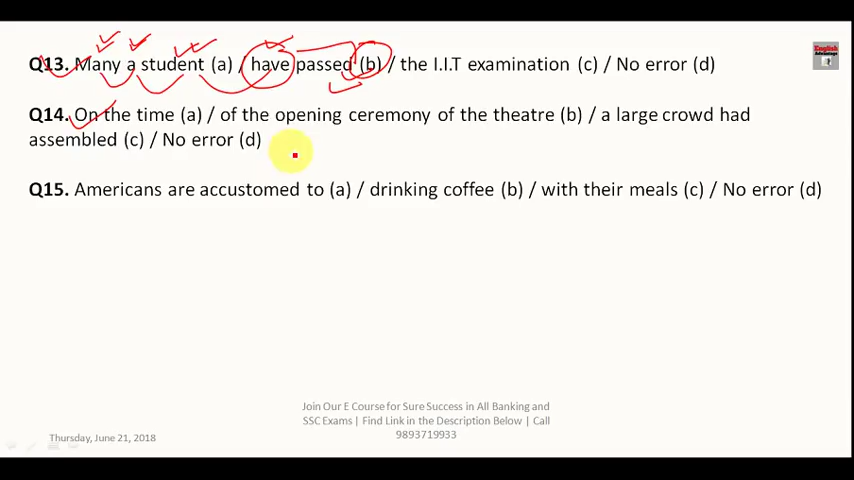 Q13. Many a student (a) / have passed (b) / the I.I.T examination (c) / No error (d)
English
Advantage
Q14. On the time (a) / of the opening ceremony of the theatre (b) / a large crowd had
assembled (c) / No error (d)
Q15. Americans are accustomed to (a) / drinking coffee (b) / with their meals (c) / No error (d)
Join Our E Course for Sure Success in All Banking and
SSC Exams | Find Link in the Description Below | Call
9893719933
Thursday, June 21, 2018